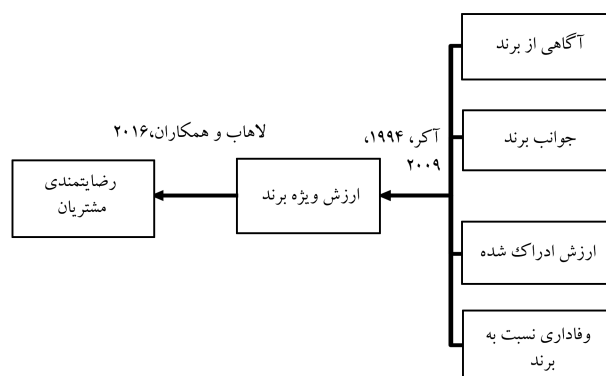 آگاهی از برند
جوانب برند
ارزش ادراک شده
وفاداری نسبت به
برند
آکر، ۱۹۹۴،
۲۰۰۹
ارزش ویژه برند
لاهاب و همکاران،۲۰۱۶
رضایتمندی
مشتریان